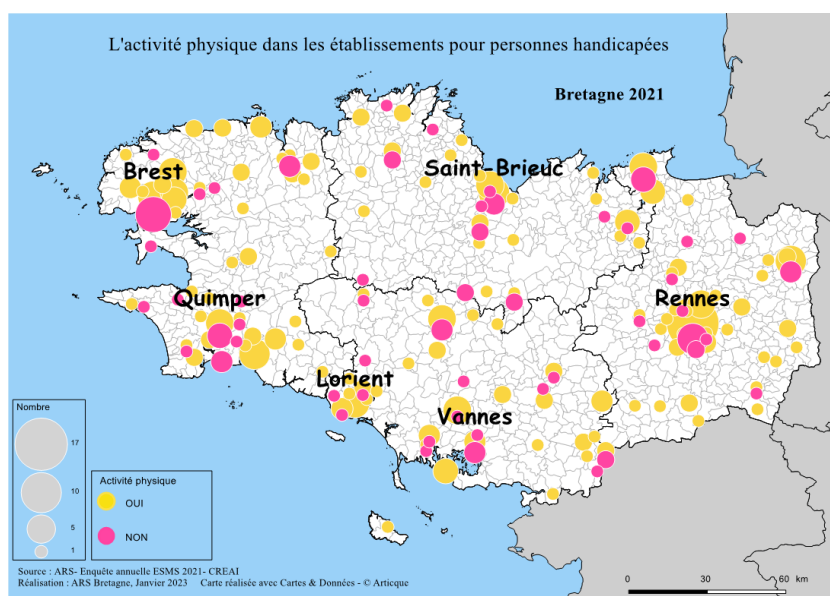 L'activité physique dans les établissements pour personnes handicapées
Bretagne 2021
Brest
Saint-Brieuc
Quimper
Rennes
Lorient
Vannes
Nombre
17
10
5
1
Activité physique
OUI
NON
Source : ARS- Enquête annuelle ESMS 2021- CREAI
Réalisation : ARS Bretagne, Janvier 2023 Carte réalisée avec Cartes & Données - © Articque
0 30 60 km